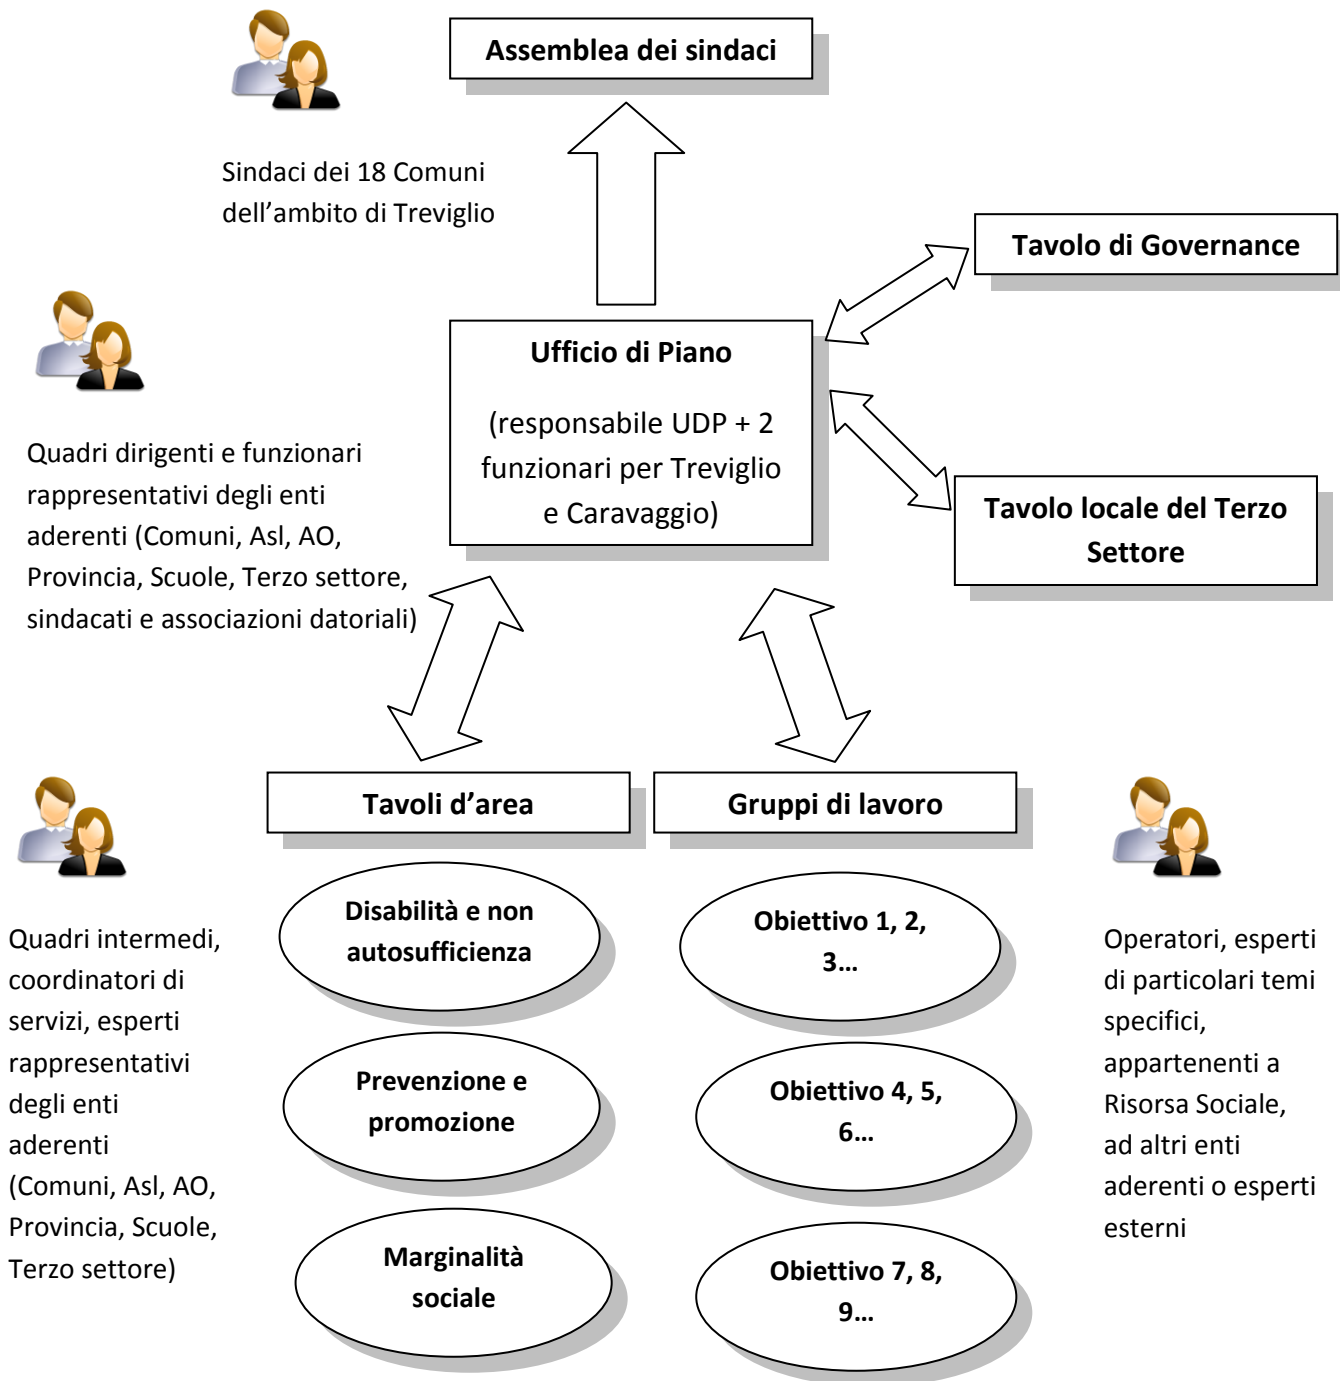 Assemblea dei sindaci
Sindaci dei 18 Comuni
dell’ambito di Treviglio
Tavolo di Governance
Ufficio di Piano
(responsabile UDP + 2
funzionari per Treviglio
e Caravaggio)
Quadri dirigenti e funzionari
rappresentativi degli enti
aderenti (Comuni, Asl, AO,
Provincia, Scuole, Terzo settore,
sindacati e associazioni datoriali)
Tavolo locale del Terzo
Settore
Tavoli d’area
Gruppi di lavoro
Quadri intermedi,
coordinatori di
servizi, esperti
rappresentativi
degli enti
aderenti
(Comuni, Asl, AO,
Provincia, Scuole,
Terzo settore)
Disabilità e non
autosufficienza
Prevenzione e
promozione
Marginalità
sociale
Obiettivo 1, 2,
3…
Obiettivo 4, 5,
6…
Obiettivo 7, 8,
9…
Operatori, esperti
di particolari temi
specifici,
appartenenti a
Risorsa Sociale,
ad altri enti
aderenti o esperti
esterni